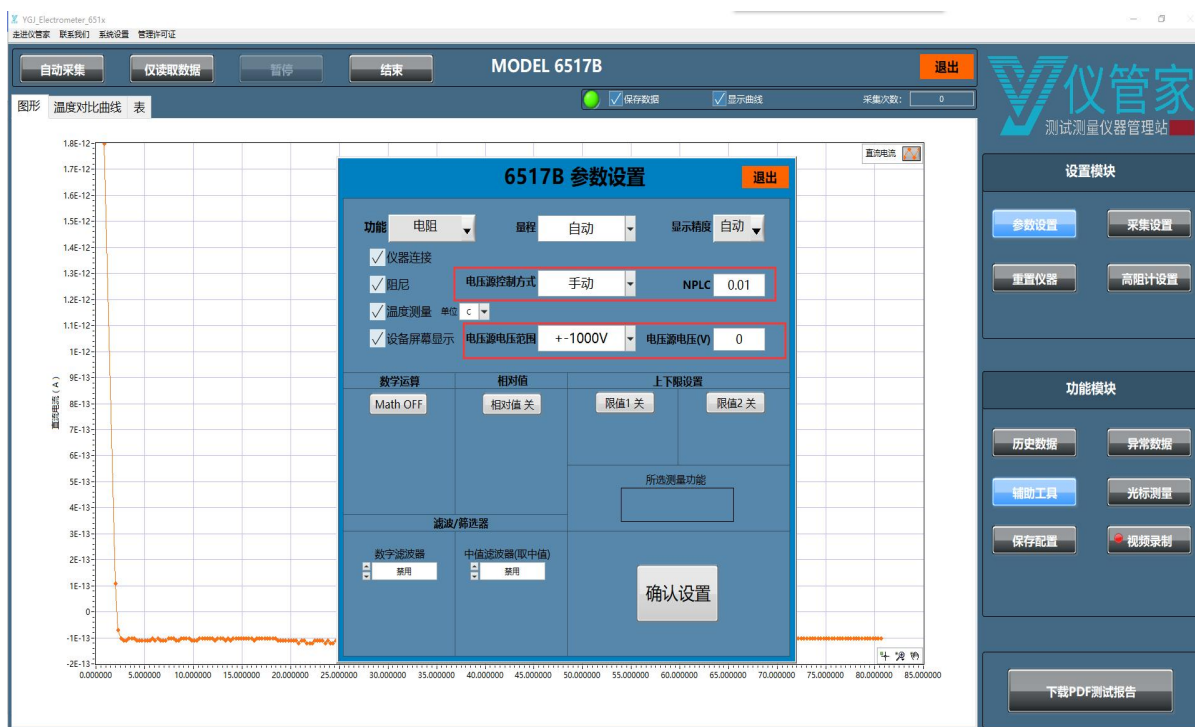 YGJ_Electrometer_651x
走进仪管家 联系我们 系统设置 管理许可证
自动采集 仅读取数据 暂停 结束 MODEL 6517B 退出
图形 温度对比曲线 表 保存数据 显示曲线 采集次数: 0
仪管家
测试测量仪器管理站
直流电流
1.8E-12
1.7E-12
1.6E-12
1.5E-12
1.4E-12
1.3E-12
1.2E-12
1.1E-12
1E-12
9E-13
8E-13
7E-13
6E-13
5E-13
4E-13
3E-13
2E-13
1E-13
0
-1E-13
-2E-13
直流电流(A)
0.000000 5.000000 10.000000 15.000000 20.000000 25.000000 30.000000 35.000000 40.000000 45.000000 50.000000 55.000000 60.000000 65.000000 70.000000 75.000000 80.000000 85.000000
6517B 参数设置 退出
功能 电阻 量程 自动 显示精度 自动
仪器连接
阻尼 电压源控制方式 手动 NPLC 0.01
温度测量 单位 c
设备屏幕显示 电压源电压范围 +-1000V 电压源电压(V) 0
数学运算 相对值 上下限设置
Math OFF 相对值 关 限值1 关 限值2 关
所选测量功能
滤波/筛选器
数字滤波器 中值滤波器(取中值)
禁用 禁用
确认设置
设置模块
参数设置 采集设置
重置仪器 高阻计设置
功能模块
历史数据 异常数据
辅助工具 光标测量
保存配置 视频录制
下载PDF测试报告